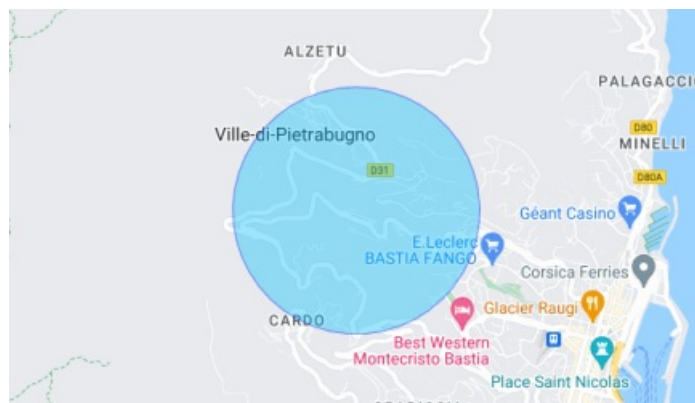 ALZETU
PALAGACCIO
Ville-di-Pietrabugno
D80
MINELLI
D31
D80A
Géant Casino
E.Leclerc
BASTIA FANGO
Corsica Ferries
Glacier Raugi
CARDO
Best Western
Montecristo Bastia
Place Saint Nicolas